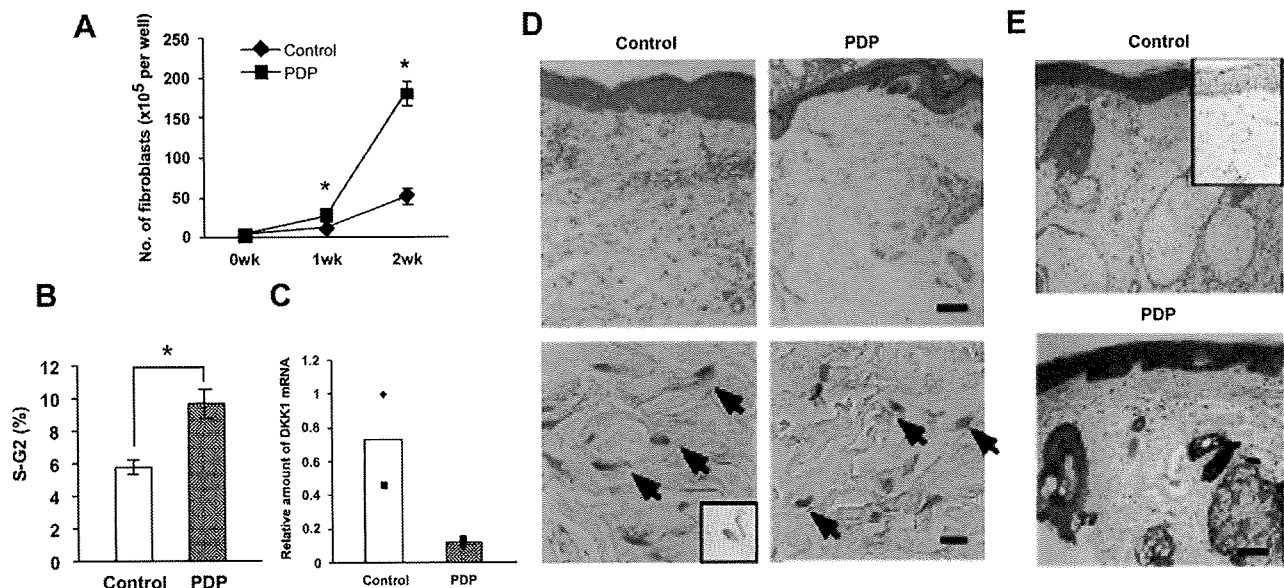 A
No. of fibroblasts (x10⁵ per well)
250
200
150
100
50
0
0wk
1wk
2wk
Control
PDP
*
*
B
S-G2 (%)
12
10
8
6
4
2
0
*
Control
PDP
C
Relative amount of DKK1 mRNA
1.2
1
0.8
0.6
0.4
0.2
0
Control
PDP
D
Control
PDP
E
Control
PDP